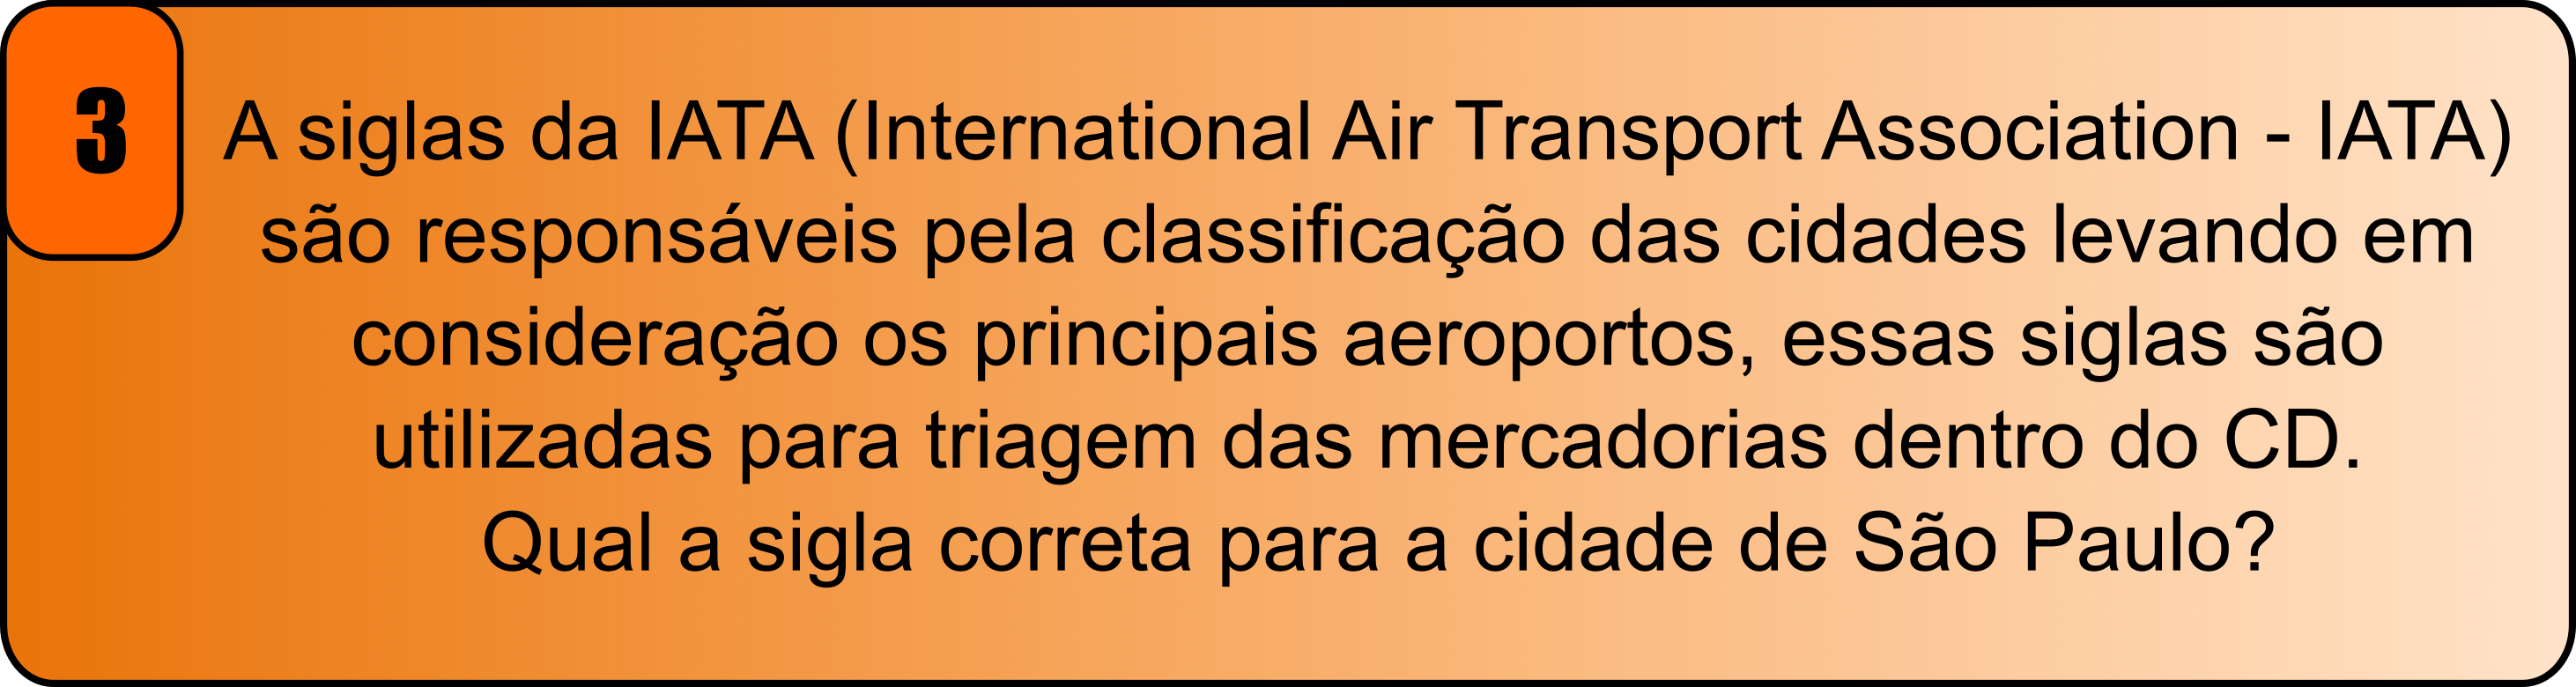 3
A siglas da IATA (International Air Transport Association - IATA)
são responsáveis pela classificação das cidades levando em
consideração os principais aeroportos, essas siglas são
utilizadas para triagem das mercadorias dentro do CD.
Qual a sigla correta para a cidade de São Paulo?